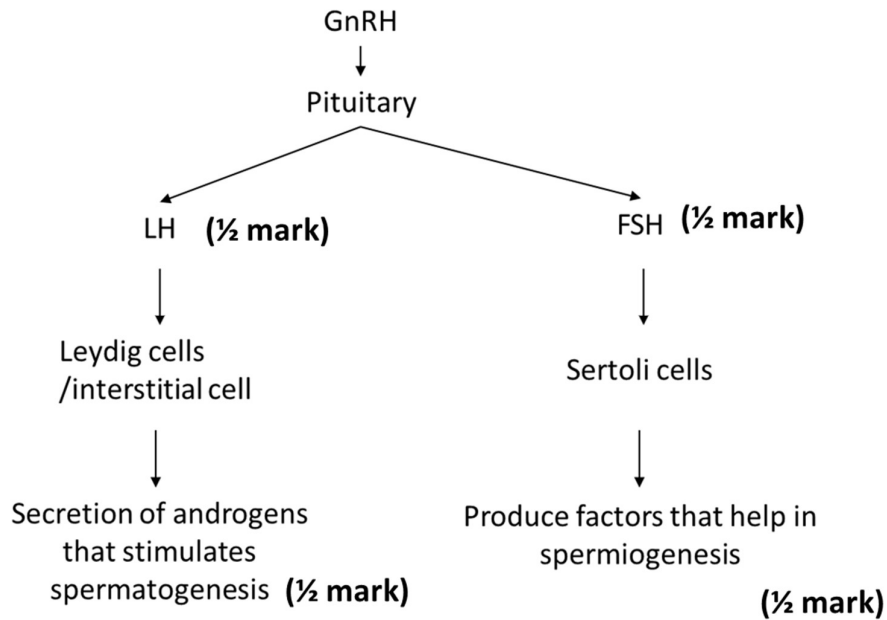 GnRH
Pituitary
LH (½ mark)
FSH (½ mark)
Leydig cells
/interstitial cell
Sertoli cells
Secretion of androgens
that stimulates
spermatogenesis (½ mark)
Produce factors that help in
spermiogenesis
(½ mark)